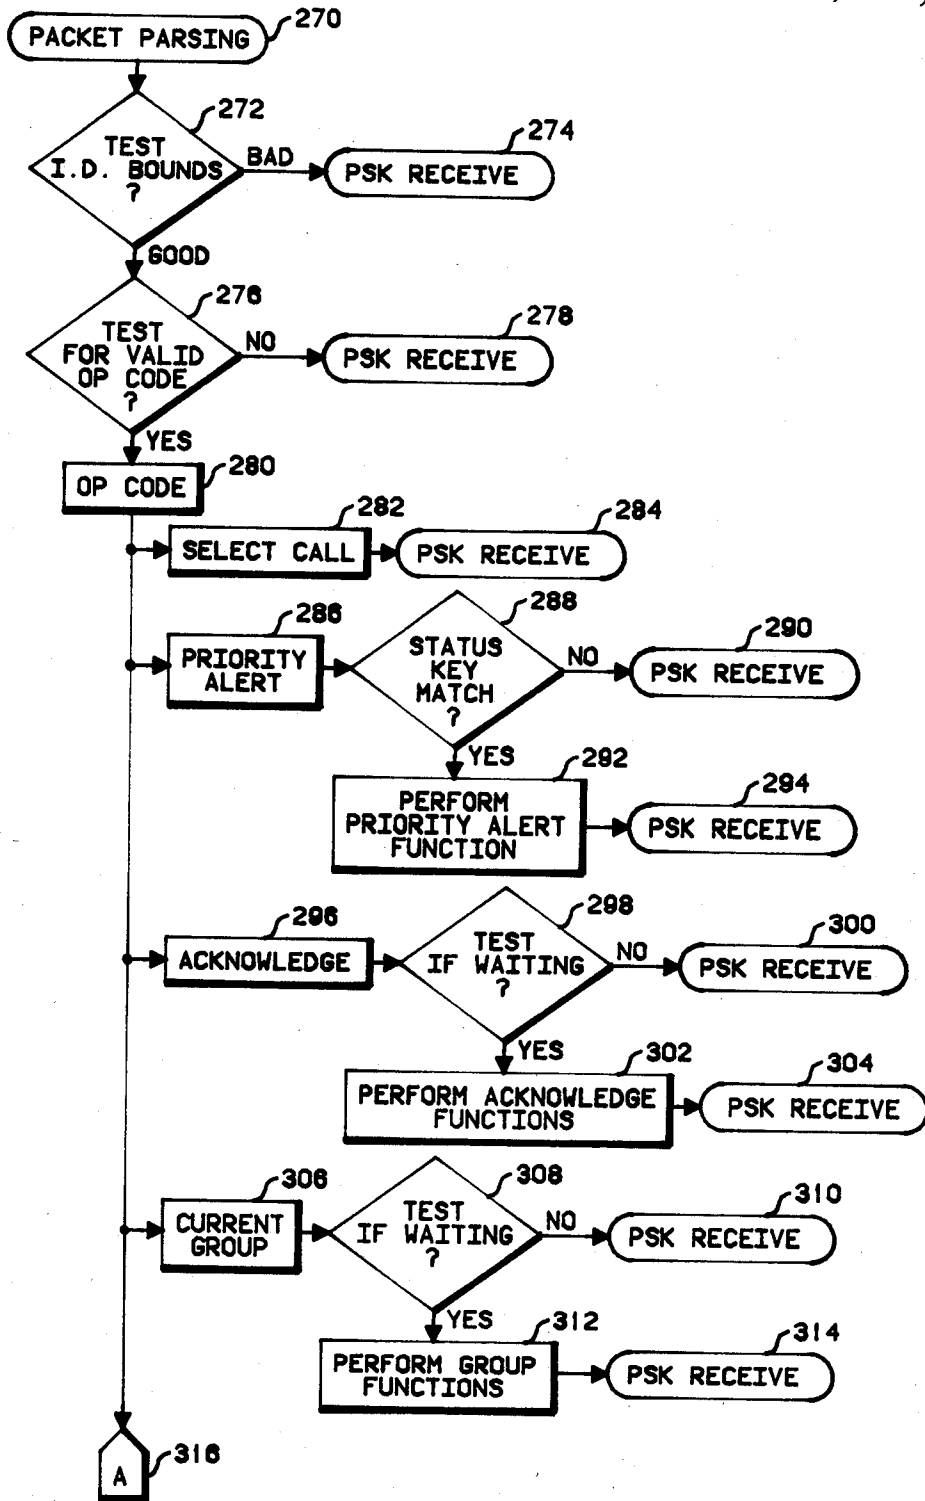 270
PACKET PARSING
272
TEST
I.D. BOUNDS
?
BAD
274
PSK RECEIVE
GOOD
276
TEST
FOR VALID
OP CODE
?
NO
278
PSK RECEIVE
YES
280
OP CODE
282
SELECT CALL
284
PSK RECEIVE
286
PRIORITY
ALERT
288
STATUS
KEY
MATCH
?
NO
290
PSK RECEIVE
YES
292
PERFORM
PRIORITY ALERT
FUNCTION
294
PSK RECEIVE
296
ACKNOWLEDGE
298
TEST
IF WAITING
?
NO
300
PSK RECEIVE
YES
302
PERFORM ACKNOWLEDGE
FUNCTIONS
304
PSK RECEIVE
306
CURRENT
GROUP
308
TEST
IF WAITING
?
NO
310
PSK RECEIVE
YES
312
PERFORM GROUP
FUNCTIONS
314
PSK RECEIVE
A
316